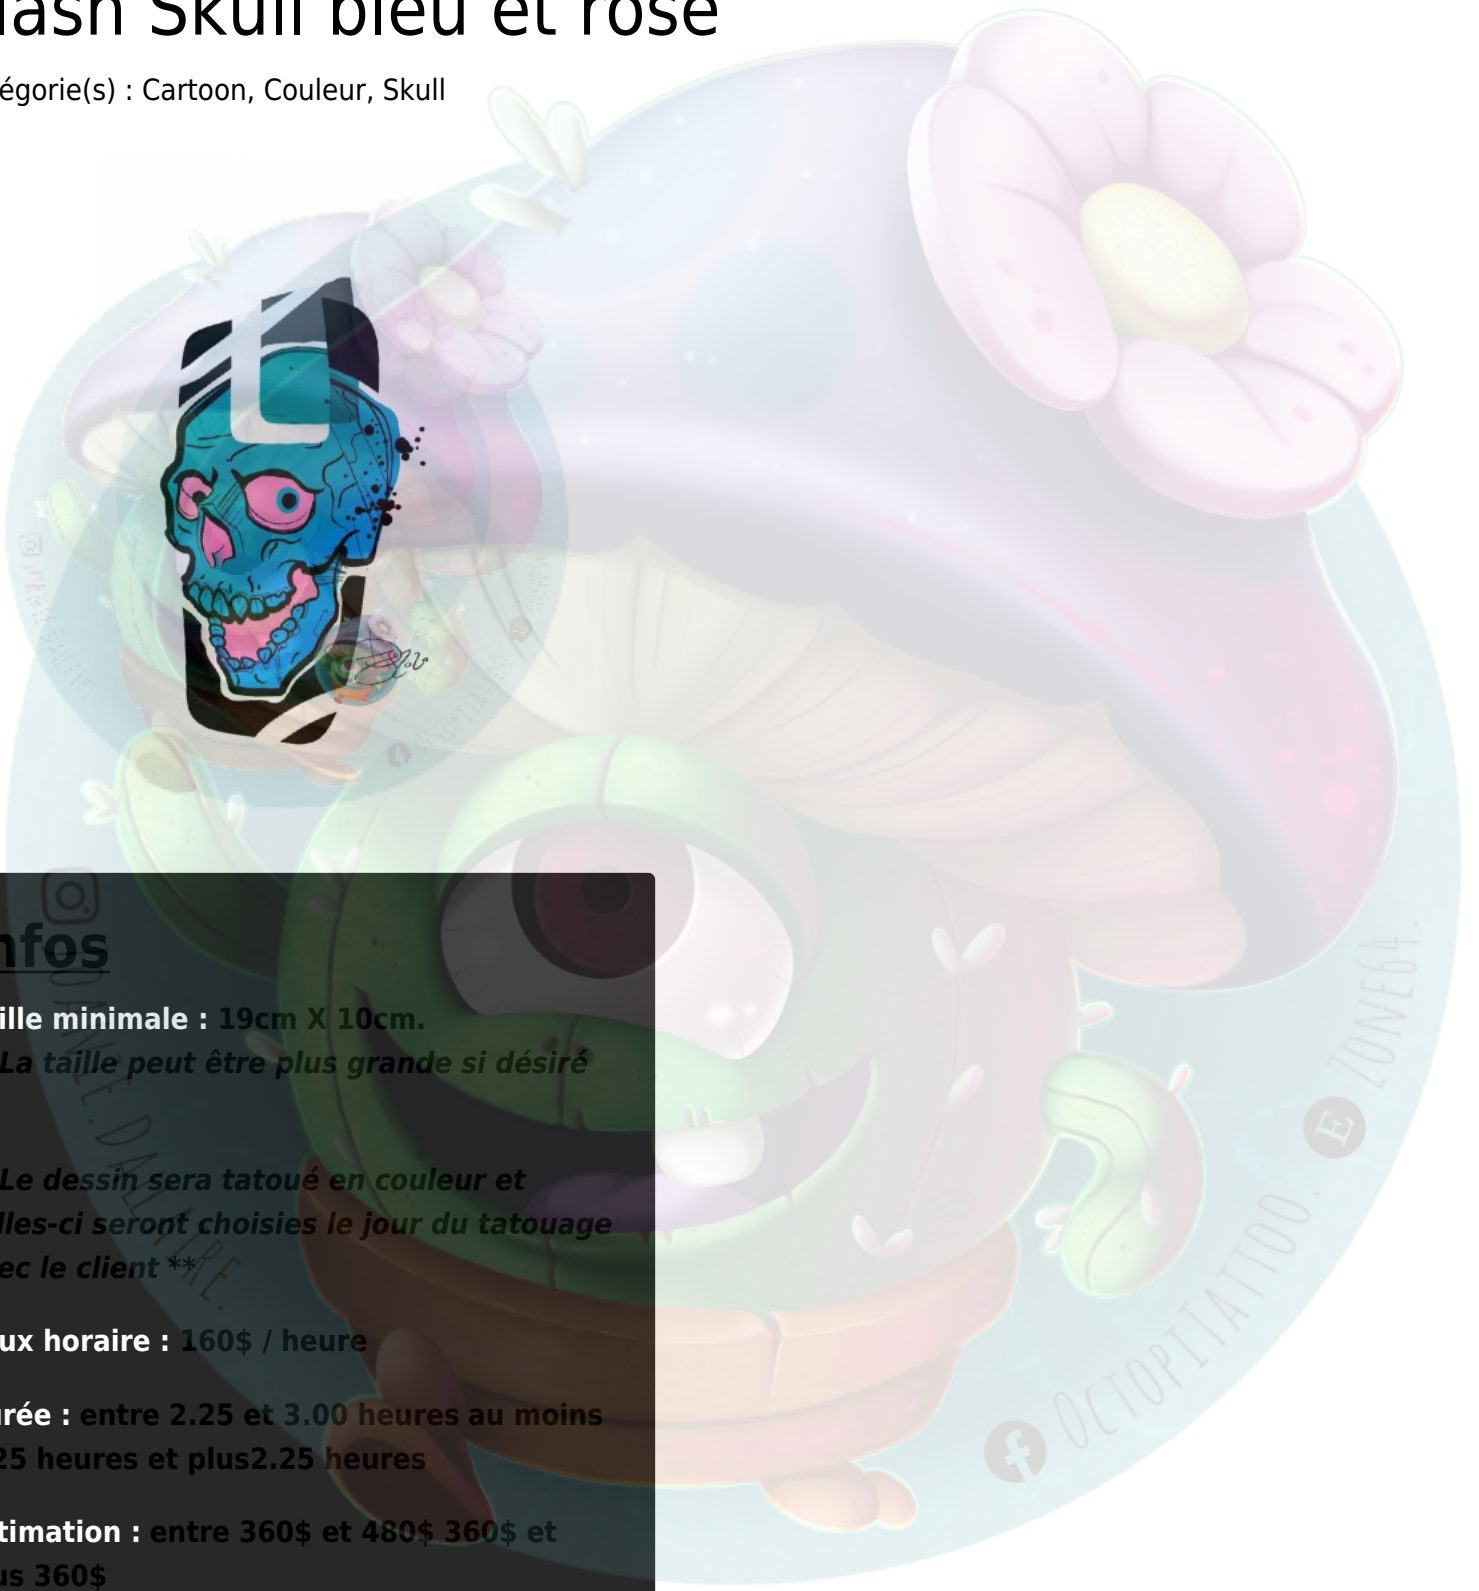 lash Skull bleu et rose
égorie(s) : Cartoon, Couleur, Skull
nfos
ille minimale : 19cm X 10cm.
La taille peut être plus grande si désiré
Le dessin sera tatoué en couleur et
lles-ci seront choisies le jour du tatouage
ec le client **
ux horaire : 160$ / heure
rée : entre 2.25 et 3.00 heures au moins
25 heures et plus2.25 heures
timation : entre 360$ et 480$ 360$ et
us 360$
DAVZEE.DALLAIRE.
OCTOPITATTOO.
E ZONE64.